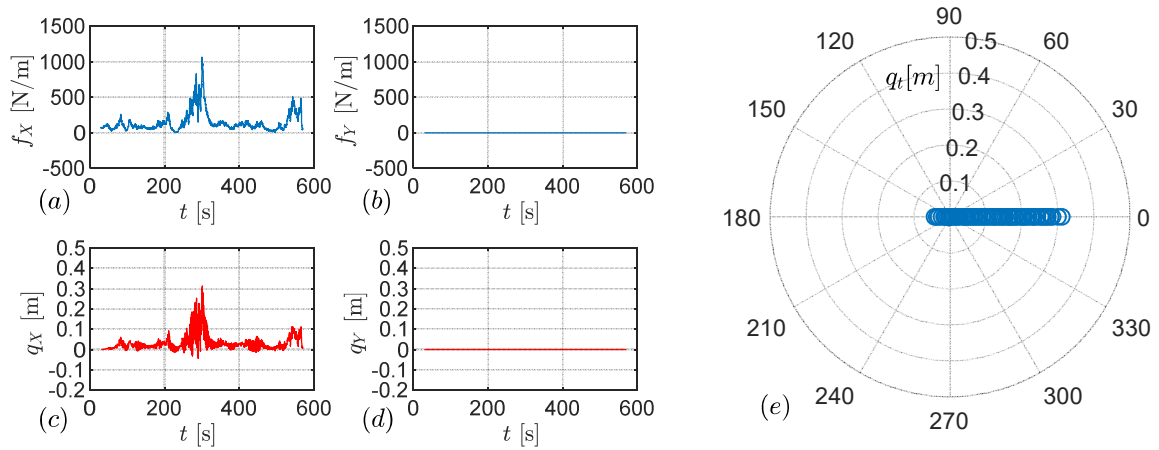 1500
1000
500
0
-500
f_X [N/m]
0 200 400 600
t [s]
(a)
1500
1000
500
0
-500
f_Y [N/m]
0 200 400 600
t [s]
(b)
0.5
0.4
0.3
0.2
0.1
0
-0.1
-0.2
q_X [m]
0 200 400 600
t [s]
(c)
0.5
0.4
0.3
0.2
0.1
0
-0.1
-0.2
q_Y [m]
0 200 400 600
t [s]
(d)
90
120 0.5 60
q_t[m] 0.4
150 0.3 30
0.2
0.1
180 0
210 330
240 300
270
(e)